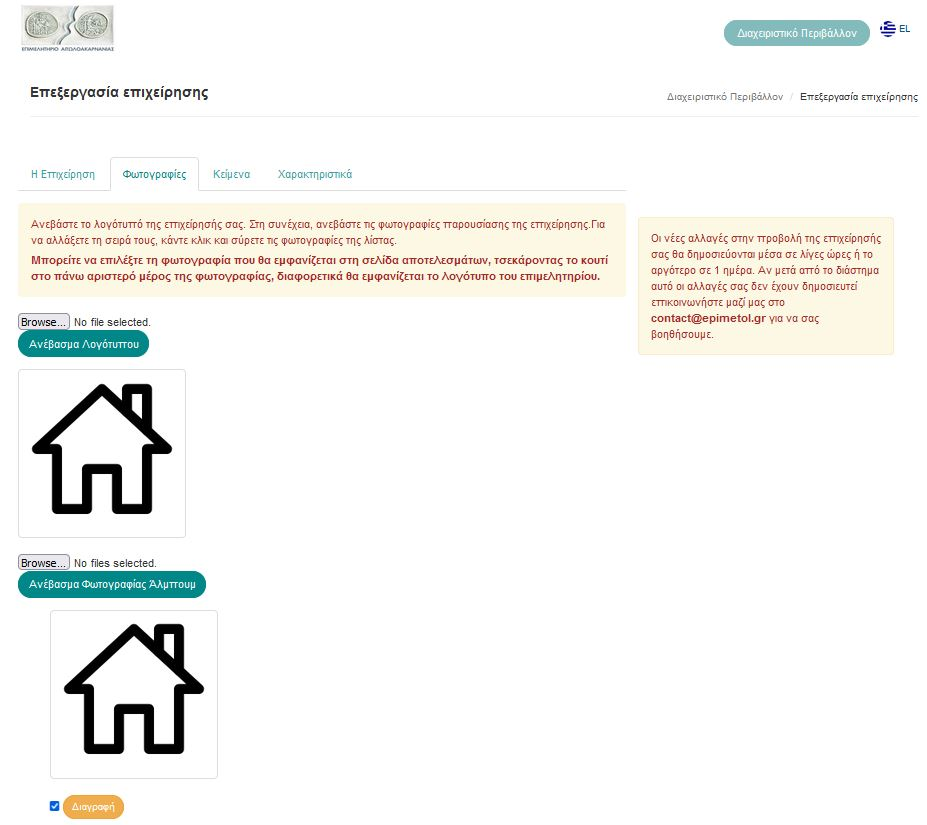 ΕΠΙΜΕΛΗΤΗΡΙΟ ΑΙΤΩΛΟΑΚΑΡΝΑΝΙΑΣ
Διαχειριστικό Περιβάλλον
EL
Επεξεργασία επιχείρησης
Διαχειριστικό Περιβάλλον / Επεξεργασία επιχείρησης
Η Επιχείρηση
Φωτογραφίες
Κείμενα
Χαρακτηριστικά
Ανεβάστε το λογότυπό της επιχείρησής σας. Στη συνέχεια, ανεβάστε τις φωτογραφίες παρουσίασης της επιχείρησης.Για
να αλλάξετε τη σειρά τους, κάντε κλικ και σύρετε τις φωτογραφίες της λίστας.
Μπορείτε να επιλέξτε τη φωτογραφία που θα εμφανίζεται στη σελίδα αποτελεσμάτων, τσεκάροντας το κουτί
στο πάνω αριστερό μέρος της φωτογραφίας, διαφορετικά θα εμφανίζεται το Λογότυπο του επιμελητηρίου.
Οι νέες αλλαγές στην προβολή της επιχείρησής
σας θα δημοσιεύονται μέσα σε λίγες ώρες ή το
αργότερο σε 1 ημέρα. Αν μετά από το διάστημα
αυτό οι αλλαγές σας δεν έχουν δημοσιευτεί
επικοινωνήστε μαζί μας στο
contact@epimetol.gr για να σας
βοηθήσουμε.
Browse... No file selected.
Ανέβασμα Λογότυπου
Browse... No files selected.
Ανέβασμα Φωτογραφίας Άλμπουμ
Διαγραφή